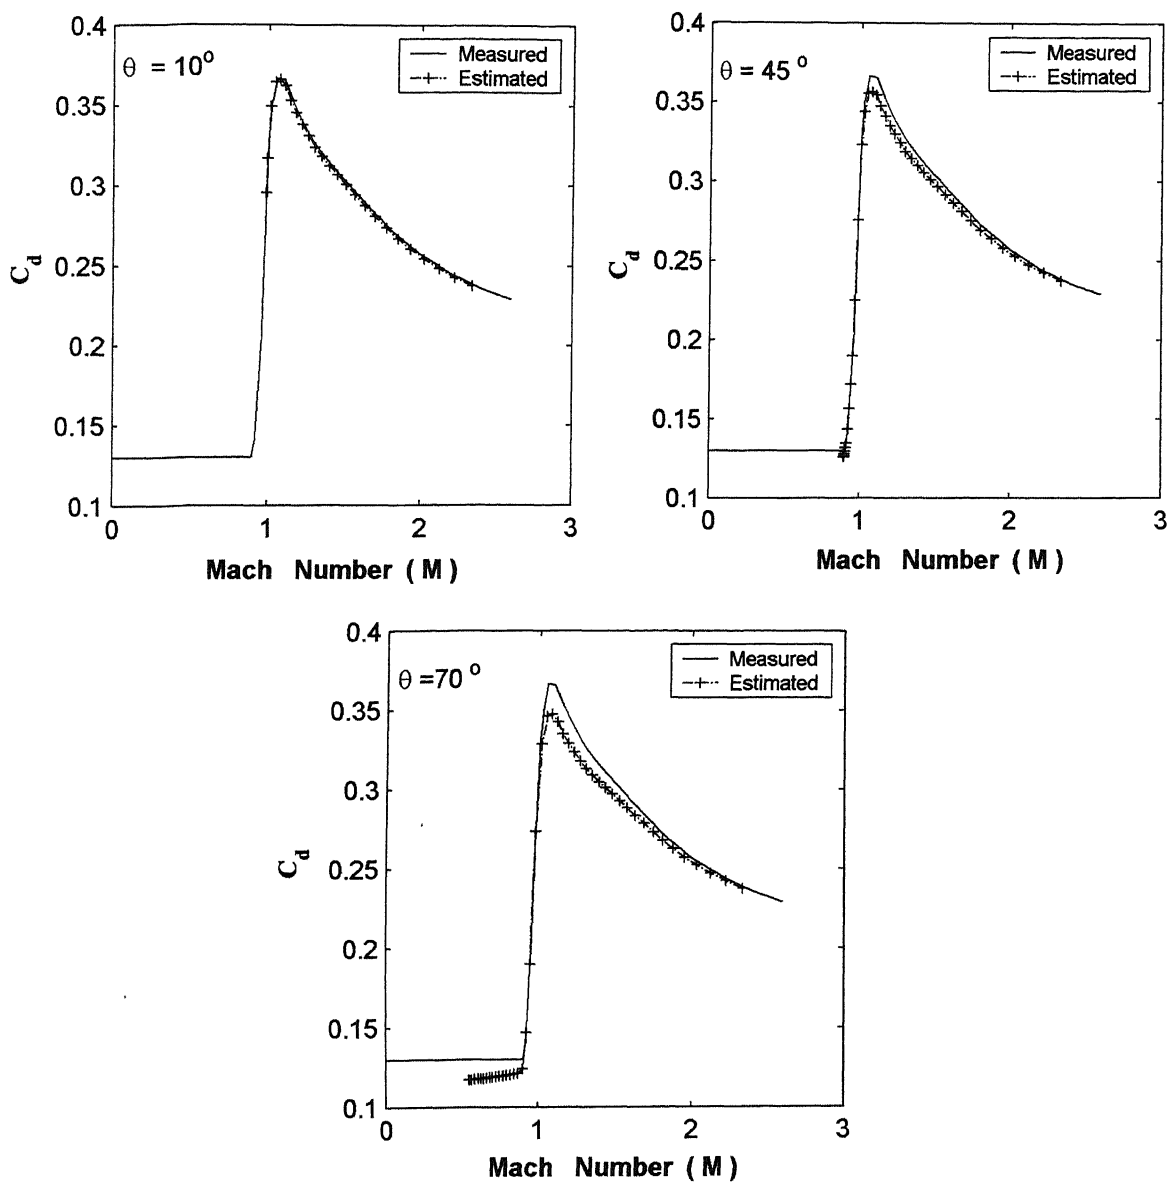 θ = 10°
Measured
Estimated
0.4
0.35
0.3
0.25
0.2
0.15
0.1
C_d
0 1 2 3
Mach Number ( M )
θ = 45 °
Measured
Estimated
0.4
0.35
0.3
0.25
0.2
0.15
0.1
C_d
0 1 2 3
Mach Number ( M )
θ =70 °
Measured
Estimated
0.4
0.35
0.3
0.25
0.2
0.15
0.1
C_d
0 1 2 3
Mach Number ( M )